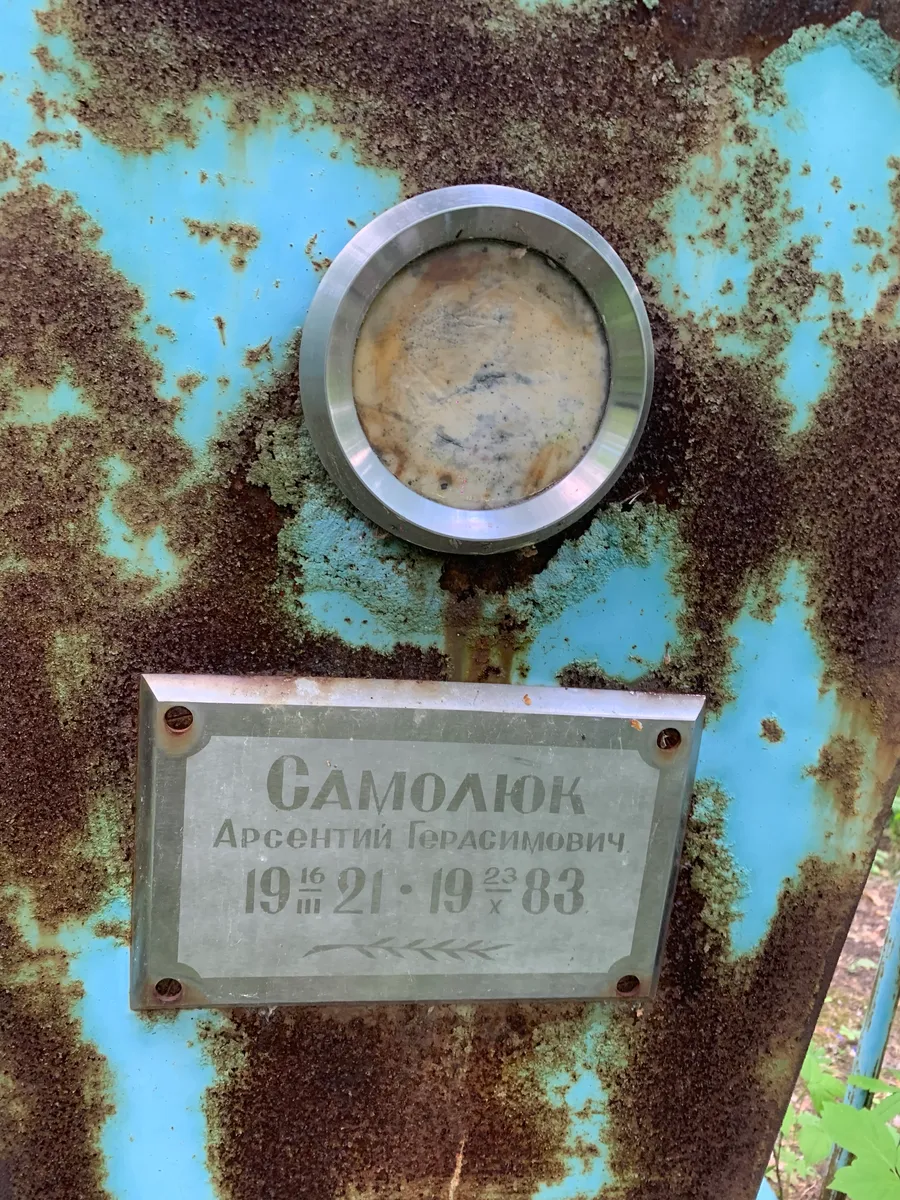 Самолюк
Арсентий Герасимович
19 16/III 21 · 19 23/X 83